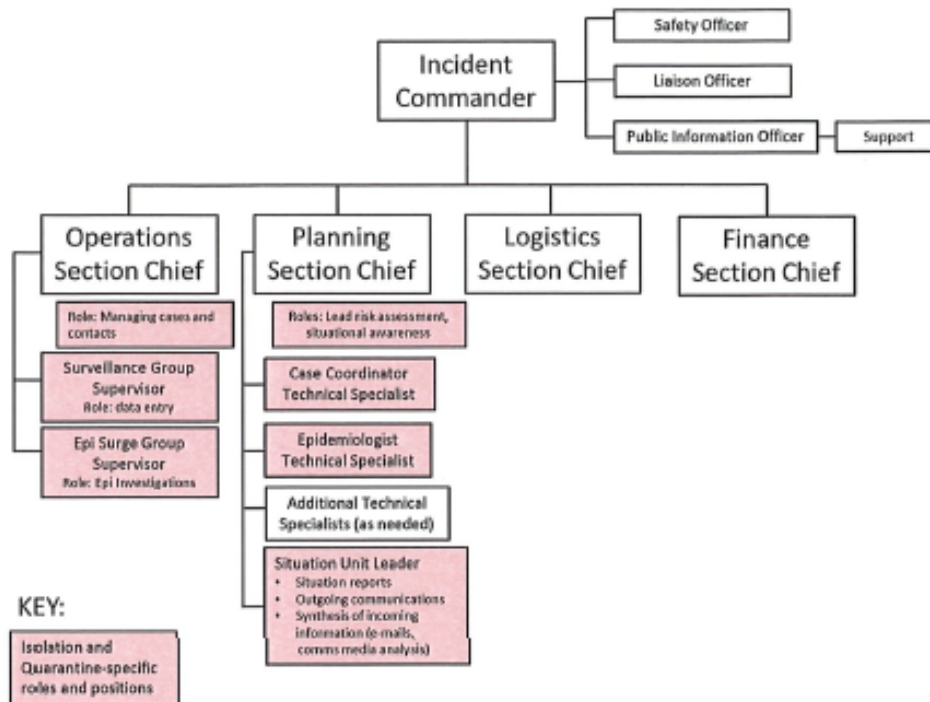 Safety Officer
Incident
Commander
Liaison Officer
Public Information Officer
Support
Operations
Section Chief
Planning
Section Chief
Logistics
Section Chief
Finance
Section Chief
Role: Managing cases and
contacts
Surveillance Group
Supervisor
Role: data entry
Epi Surge Group
Supervisor
Role: Epi Investigations
Roles: Lead risk assessment,
situational awareness
Case Coordinator
Technical Specialist
Epidemiologist
Technical Specialist
Additional Technical
Specialists (as needed)
Situation Unit Leader
• Situation reports
• Outgoing communications
• Synthesis of incoming
information (e-mails,
comms media analysis)
KEY:
Isolation and
Quarantine-specific
roles and positions